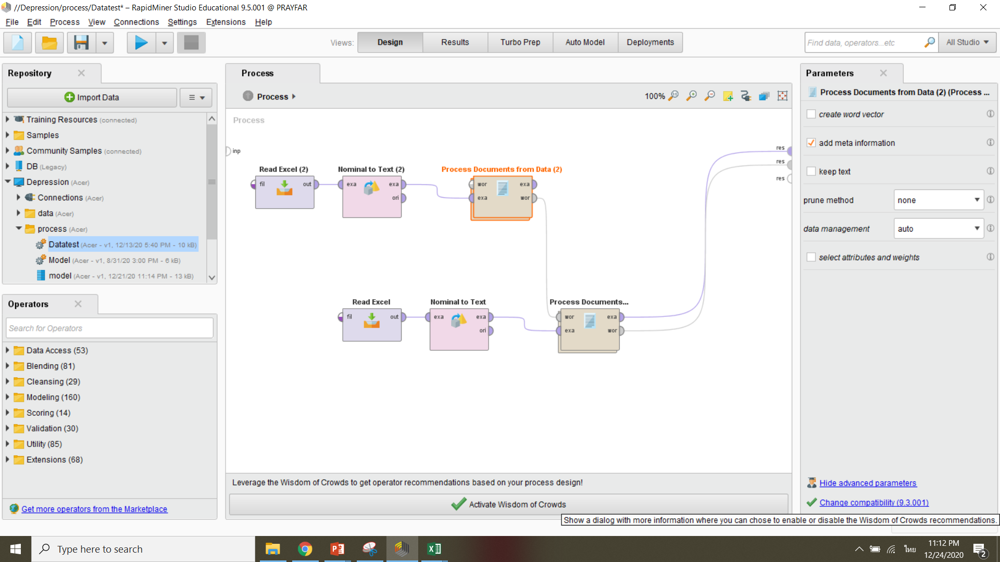 //Depression/process/Datatest* – RapidMiner Studio Educational 9.5.001 @ PRAYFAR
File Edit Process View Connections Settings Extensions Help
Views: Design Results Turbo Prep Auto Model Deployments
Find data, operators...etc
All Studio
Repository
Import Data
Training Resources (connected)
Samples
Community Samples (connected)
DB (Legacy)
Depression (Acer)
Connections (Acer)
data (Acer)
process (Acer)
Datatest (Acer - v1, 12/13/20 5:40 PM - 10 kB)
Model (Acer - v1, 8/31/20 3:00 PM - 6 kB)
model (Acer - v1, 12/21/20 11:14 PM - 13 kB)
Operators
Search for Operators
Data Access (53)
Blending (81)
Cleansing (29)
Modeling (160)
Scoring (14)
Validation (30)
Utility (85)
Extensions (68)
Get more operators from the Marketplace
Process
Process
100%
Process
inp
res
res
res
Read Excel (2)
fil out
Nominal to Text (2)
exa exa
ori
Process Documents from Data (2)
wor exa
exa wor
Read Excel
fil out
Nominal to Text
exa exa
ori
Process Documents...
wor exa
exa wor
Leverage the Wisdom of Crowds to get operator recommendations based on your process design!
Activate Wisdom of Crowds
Show a dialog with more information where you can chose to enable or disable the Wisdom of Crowds recommendations.
Parameters
Process Documents from Data (2) (Process ...
create word vector
add meta information
keep text
prune method none
data management auto
select attributes and weights
Hide advanced parameters
Change compatibility (9.3.001)
Type here to search
ไทย
11:12 PM
12/24/2020
2